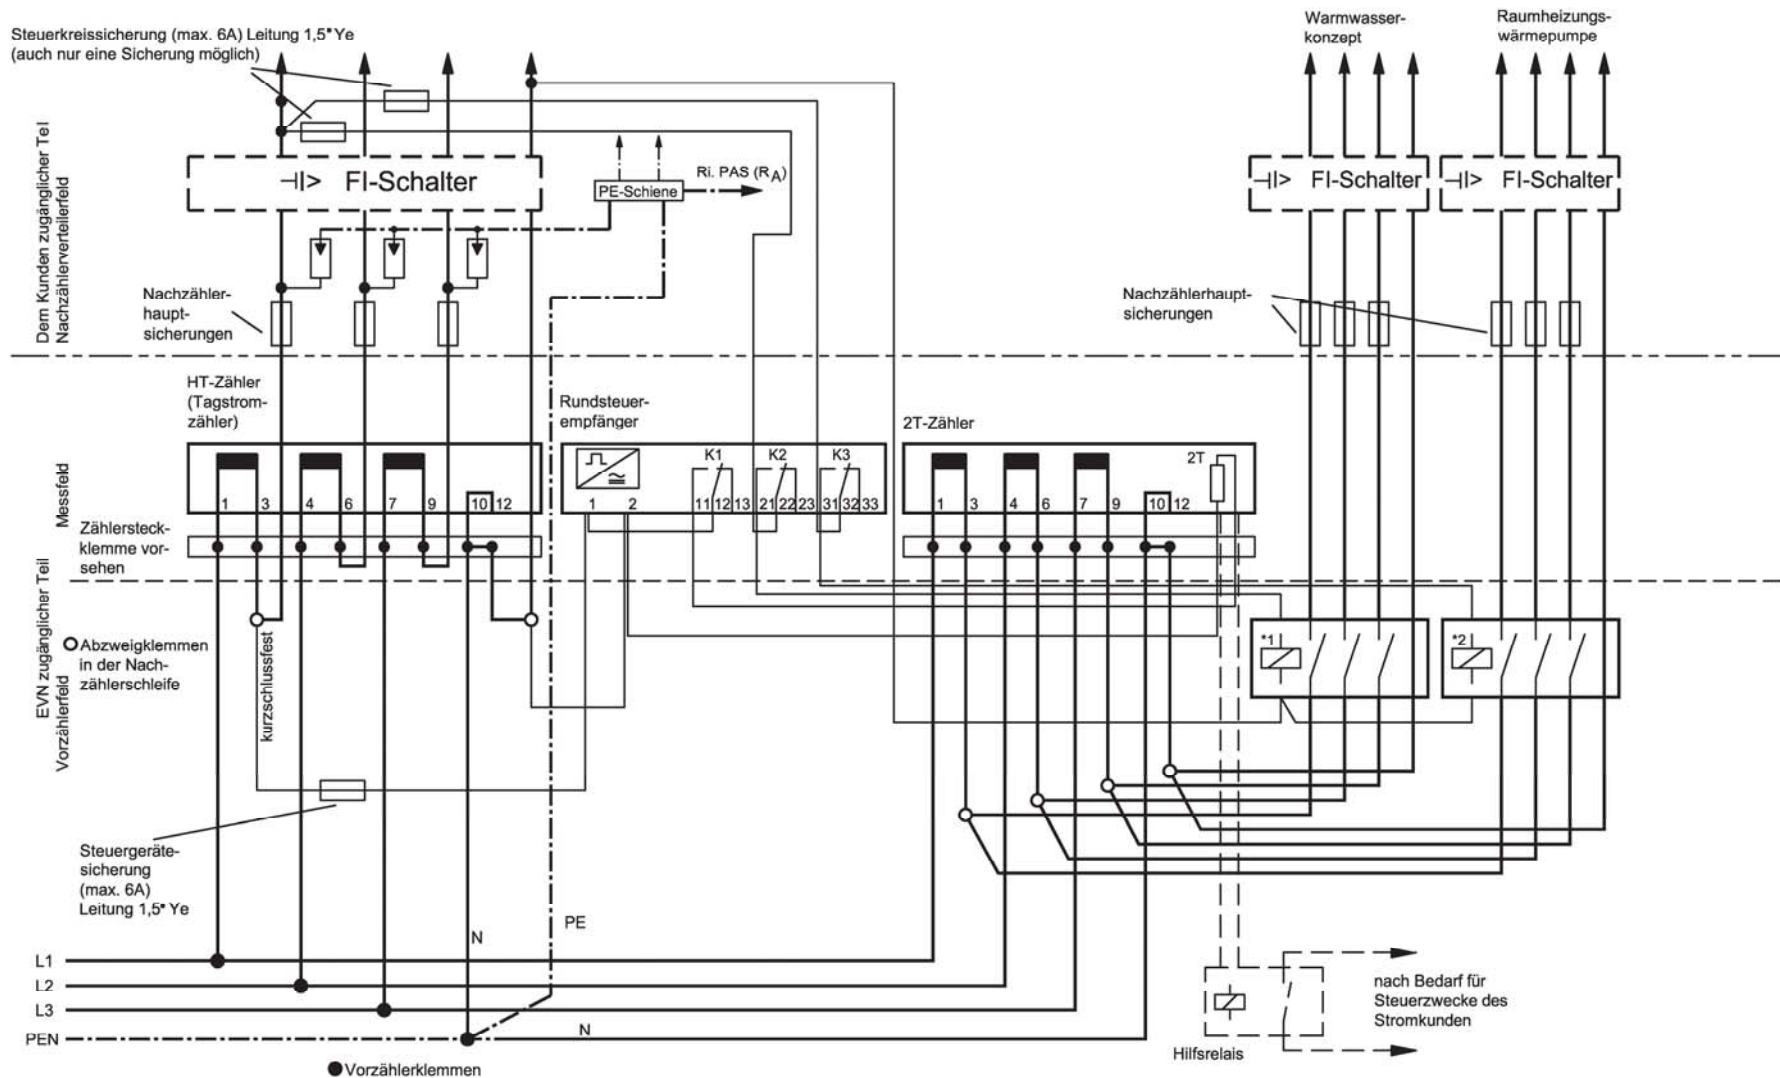 Steuerkreissicherung (max. 6A) Leitung 1,5° Ye
(auch nur eine Sicherung möglich)
Warmwasser-
konzept
Raumheizungs-
wärmepumpe
Dem Kunden zugänglicher Teil
Nachzählerverteilerfeld
FI-Schalter
PE-Schiene
Ri. PAS (RA)
FI-Schalter
FI-Schalter
Nachzähler-
haupt-
sicherungen
Nachzählerhaupt-
sicherungen
HT-Zähler
(Tagstrom-
zähler)
Rundsteuer-
empfänger
2T-Zähler
Messfeld
1 3 4 6 7 9 10 12
1 2
K1 K2 K3
11 12 13 21 22 23 31 32 33
2T
1 3 4 6 7 9 10 12
Zählersteck-
klemme vor-
sehen
EVN zugänglicher Teil
Vorzählerfeld
Abzweigklemmen
in der Nach-
zählerschleife
kurzschlussfest
*1
*2
Steuergeräte-
sicherung
(max. 6A)
Leitung 1,5° Ye
N
PE
L1
L2
L3
PEN
N
Vorzählerklemmen
Hilfsrelais
nach Bedarf für
Steuerzwecke des
Stromkunden